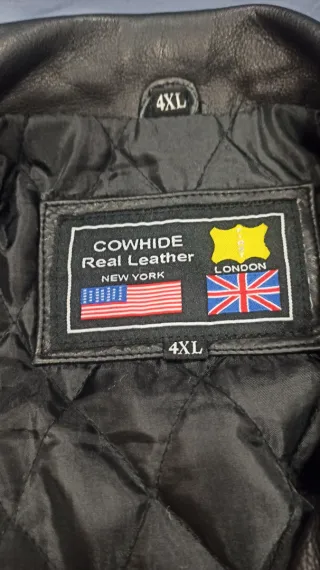 4XL
COWHIDE
Real Leather
NEW YORK
LONDON
4XL